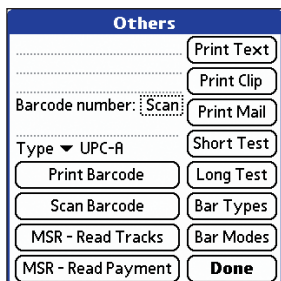 Others
Print Text
Print Clip
Barcode number: Scan
Print Mail
Type UPC-A
Short Test
Print Barcode
Long Test
Scan Barcode
Bar Types
MSR - Read Tracks
Bar Modes
MSR - Read Payment
Done